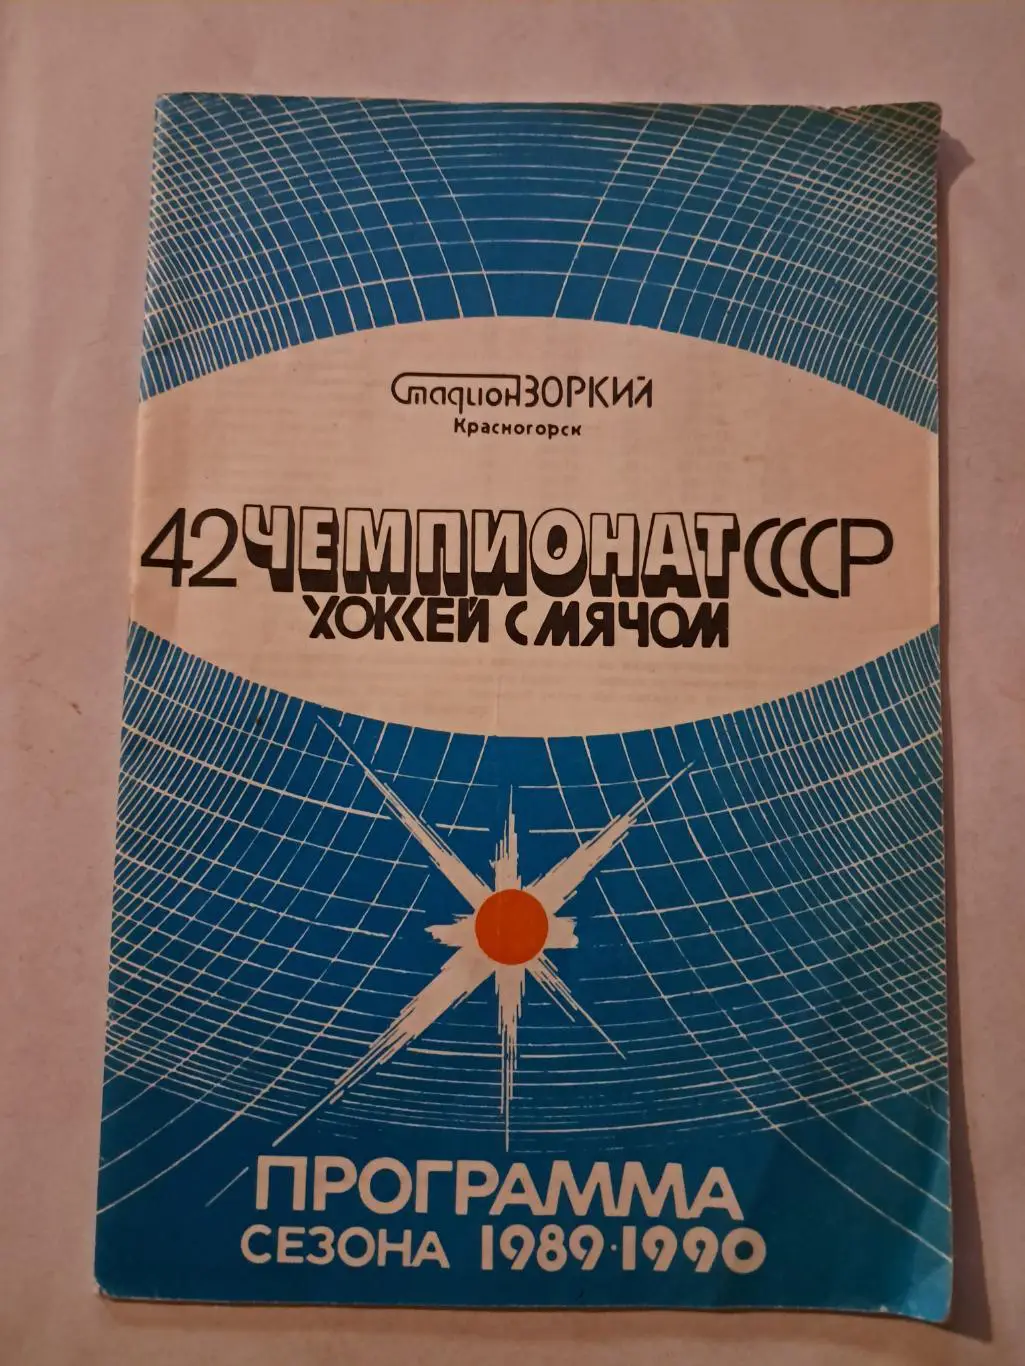 Стадион ЗОРКИЙ
Красногорск
42 ЧЕМПИОНАТ СССР
ХОККЕЙ С МЯЧОМ
ПРОГРАММА
СЕЗОНА 1989·1990